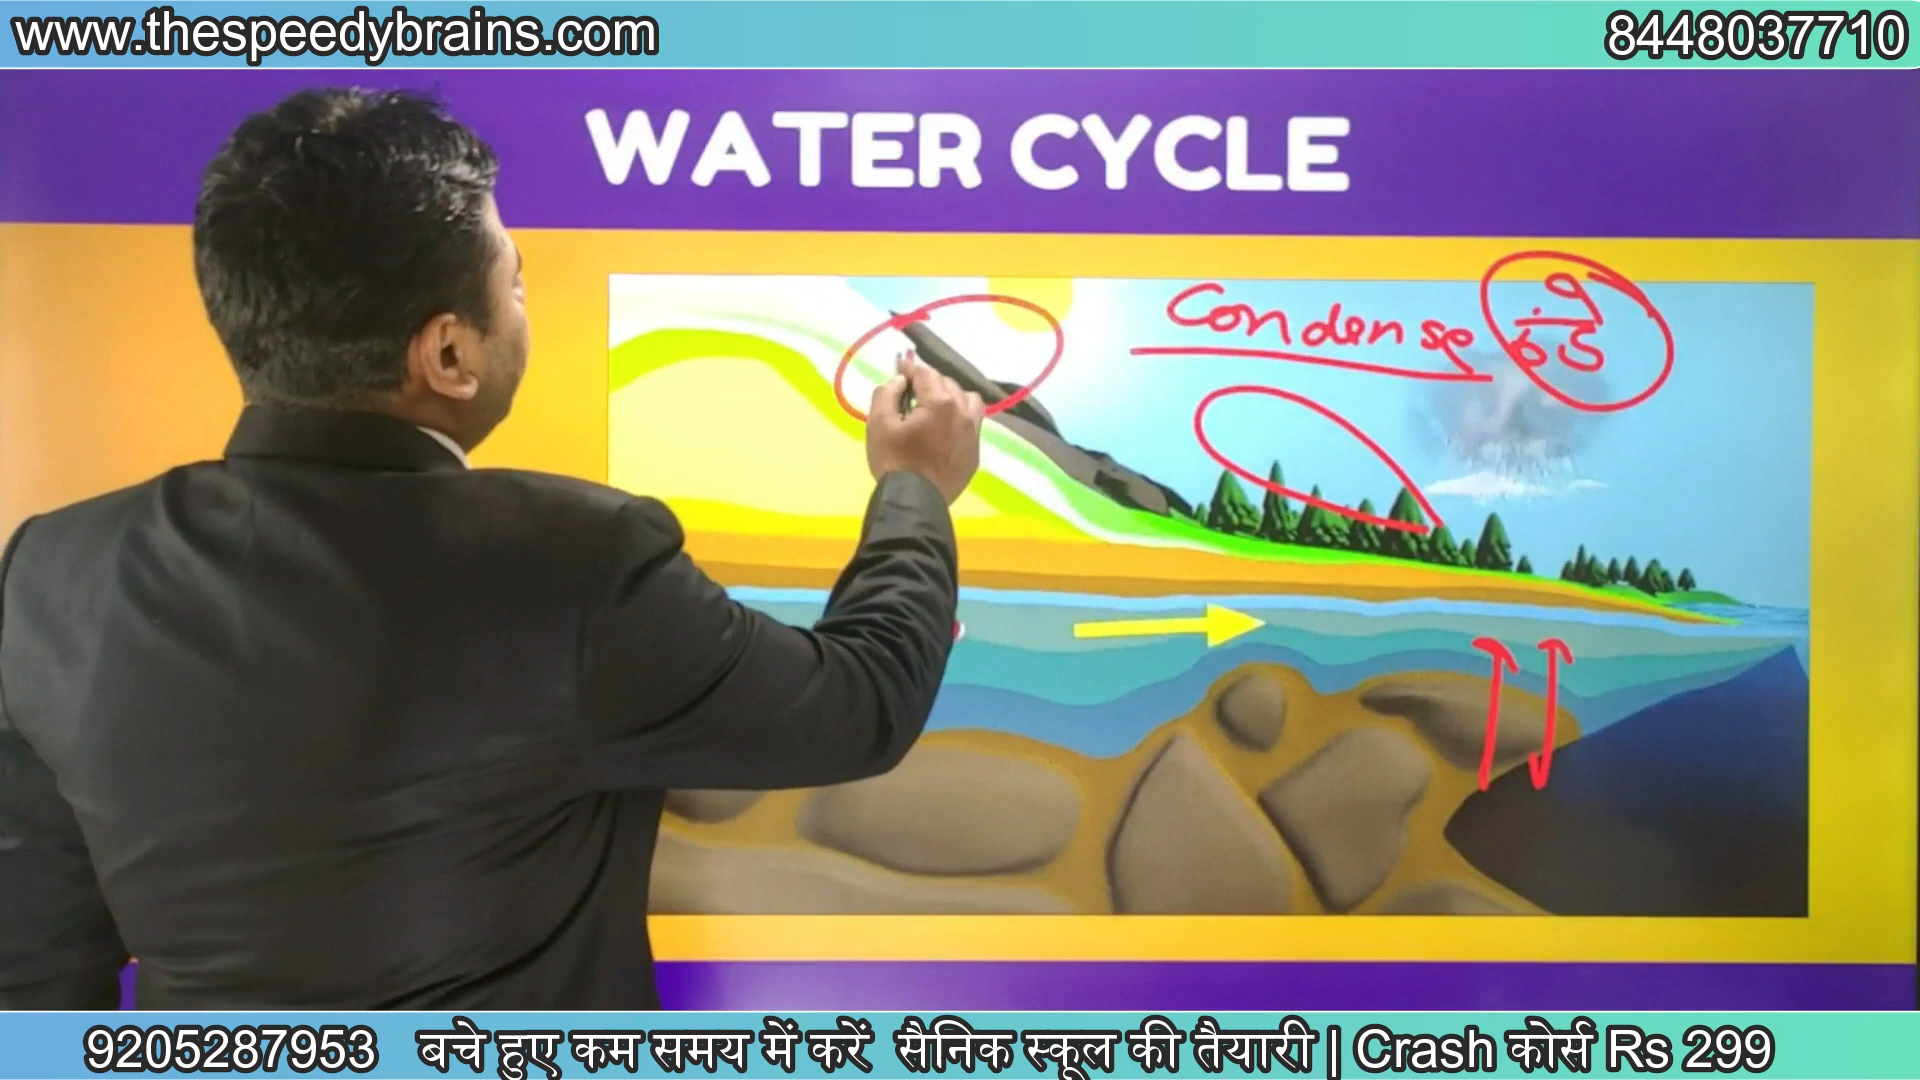 www.thespeedybrains.com
8448037710
WATER CYCLE
Condense
9205287953 बचे हुए कम समय में करें सैनिक स्कूल की तैयारी | Crash कोर्स Rs 299